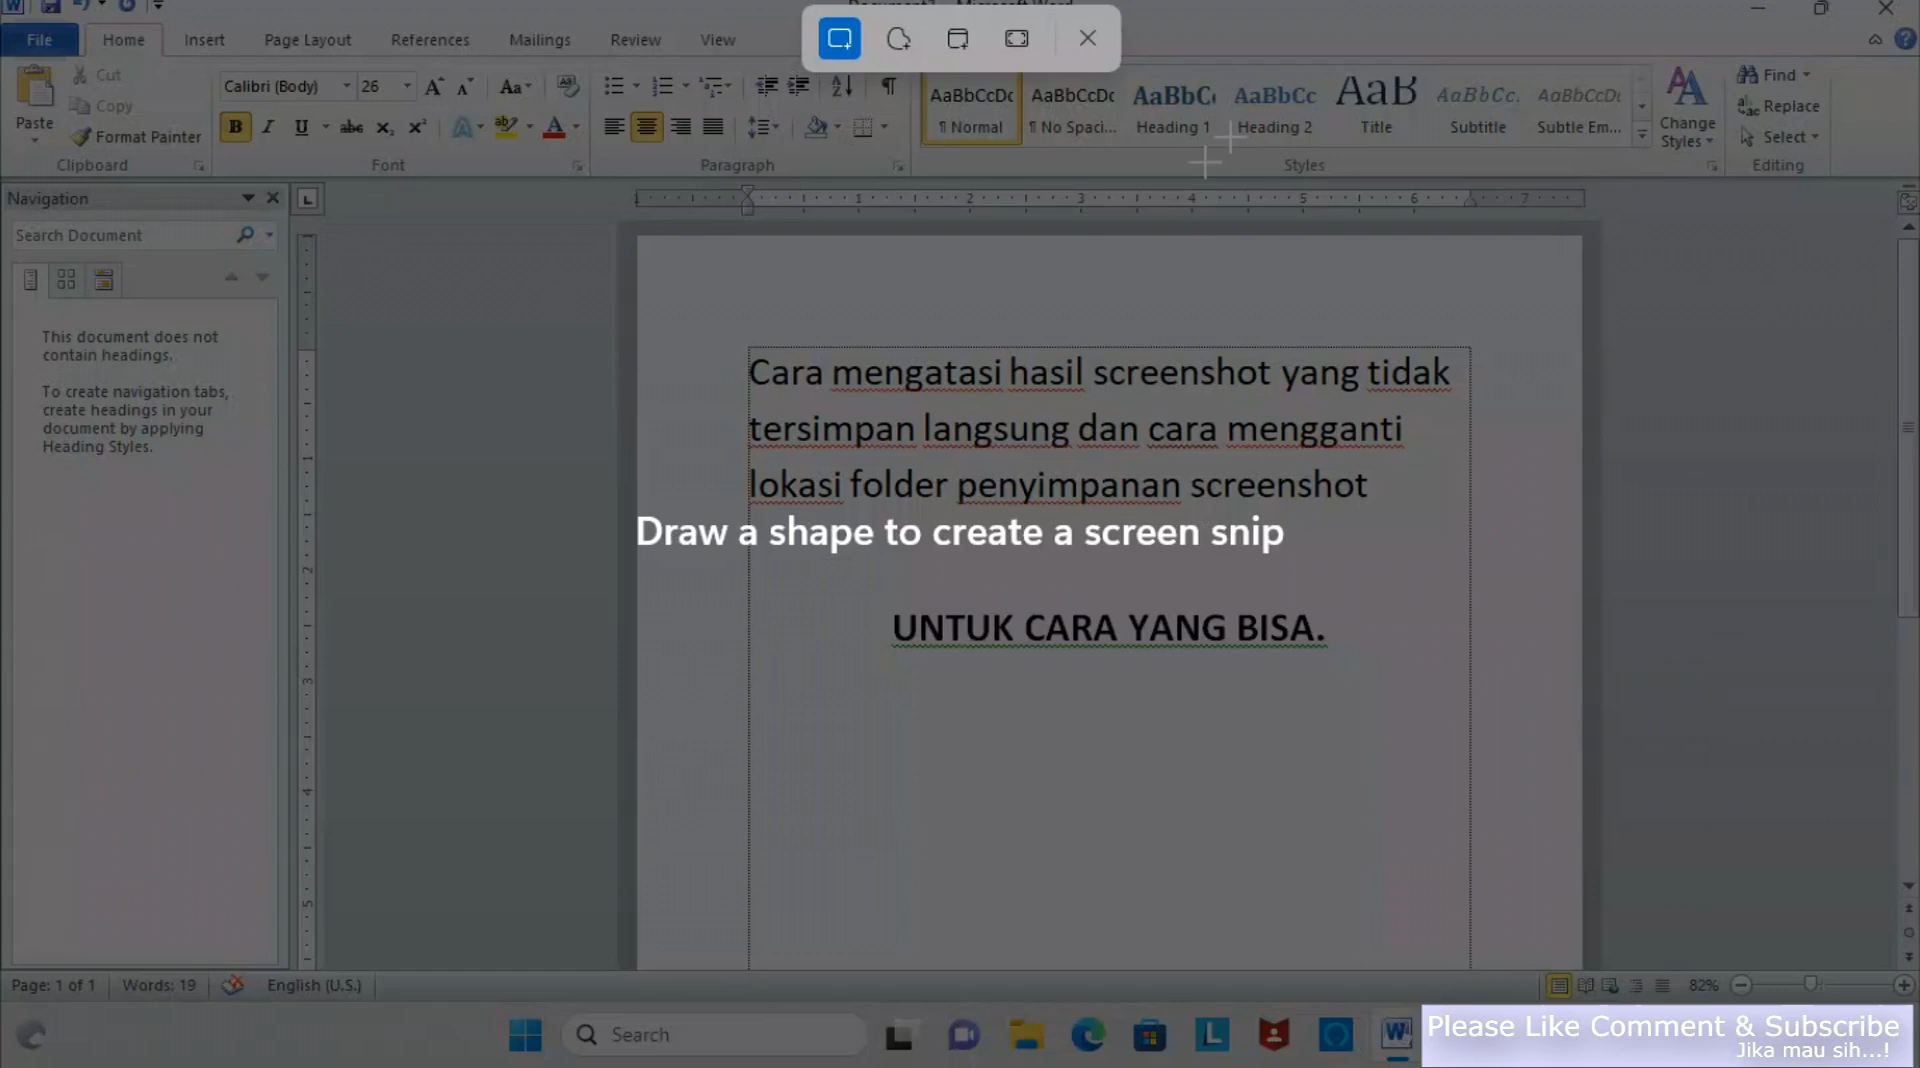 File Home Insert Page Layout References Mailings Review View
Cut
Copy
Format Painter
Paste
Clipboard
Calibri (Body) 26
Font
Paragraph
AaBbCcDc AaBbCcDc AaBbC AaBbCc AaB AaBbCc. AaBbCcDc
¶ Normal ¶ No Spaci... Heading 1 Heading 2 Title Subtitle Subtle Em...
Change
Styles
Styles
Find
Replace
Select
Editing
Navigation
Search Document
This document does not
contain headings.
To create navigation tabs,
create headings in your
document by applying
Heading Styles.
Cara mengatasi hasil screenshot yang tidak
tersimpan langsung dan cara mengganti
lokasi folder penyimpanan screenshot
Draw a shape to create a screen snip
UNTUK CARA YANG BISA.
Page: 1 of 1 Words: 19 English (U.S.) 82%
Search
Please Like Comment & Subscribe
Jika mau sih...!